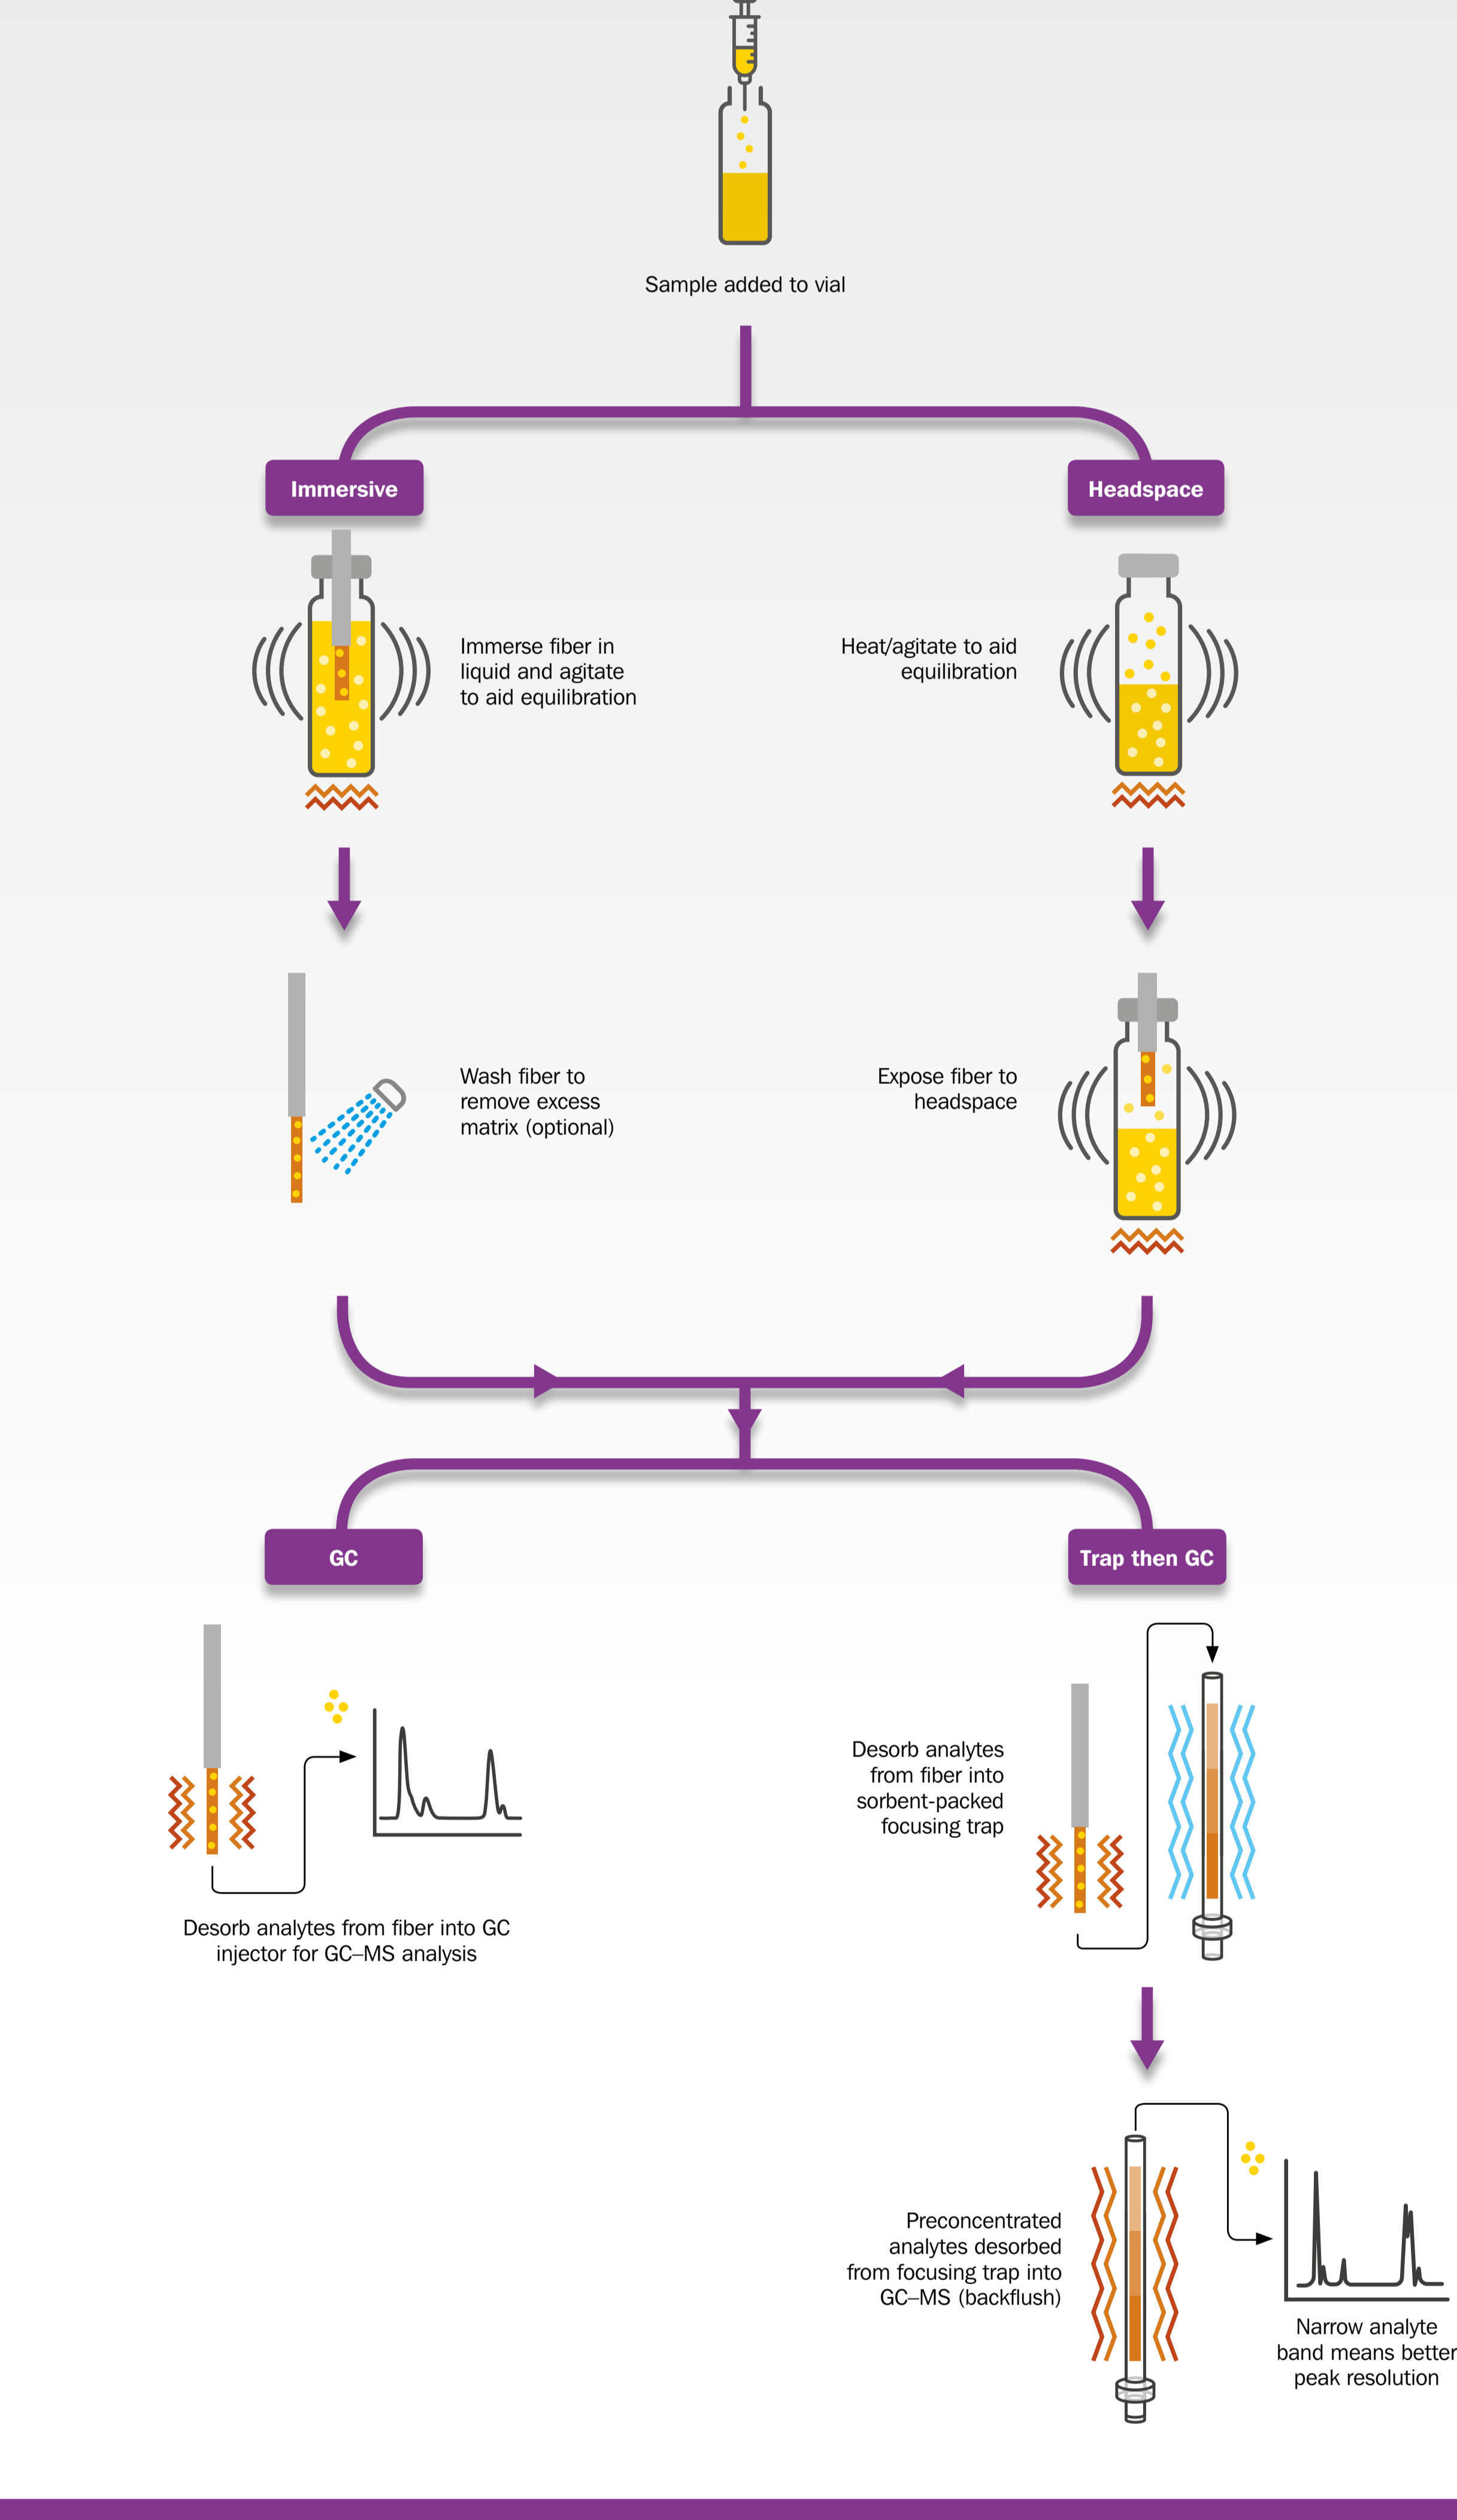 Sample added to vial
Immersive
Headspace
Immerse fiber in
liquid and agitate
to aid equilibration
Heat/agitate to aid
equilibration
Wash fiber to
remove excess
matrix (optional)
Expose fiber to
headspace
GC
Trap then GC
Desorb analytes from fiber into GC
injector for GC–MS analysis
Desorb analytes
from fiber into
sorbent-packed
focusing trap
Preconcentrated
analytes desorbed
from focusing trap into
GC–MS (backflush)
Narrow analyte
band means better
peak resolution